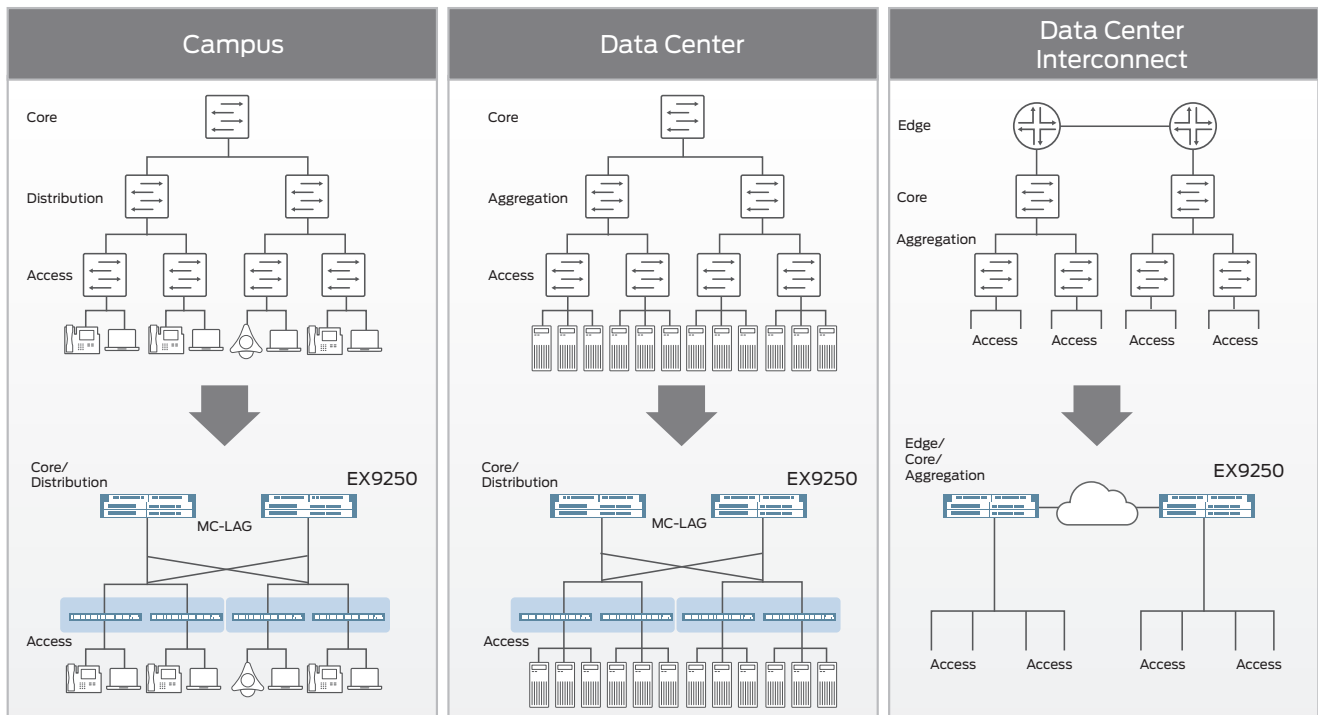 Campus
Core
Distribution
Access
Core/
Distribution
EX9250
MC-LAG
Access
Data Center
Core
Aggregation
Access
Core/
Distribution
EX9250
MC-LAG
Access
Data Center
Interconnect
Edge
Core
Aggregation
Access Access Access Access
Edge/
Core/
Aggregation
EX9250
Access Access Access Access